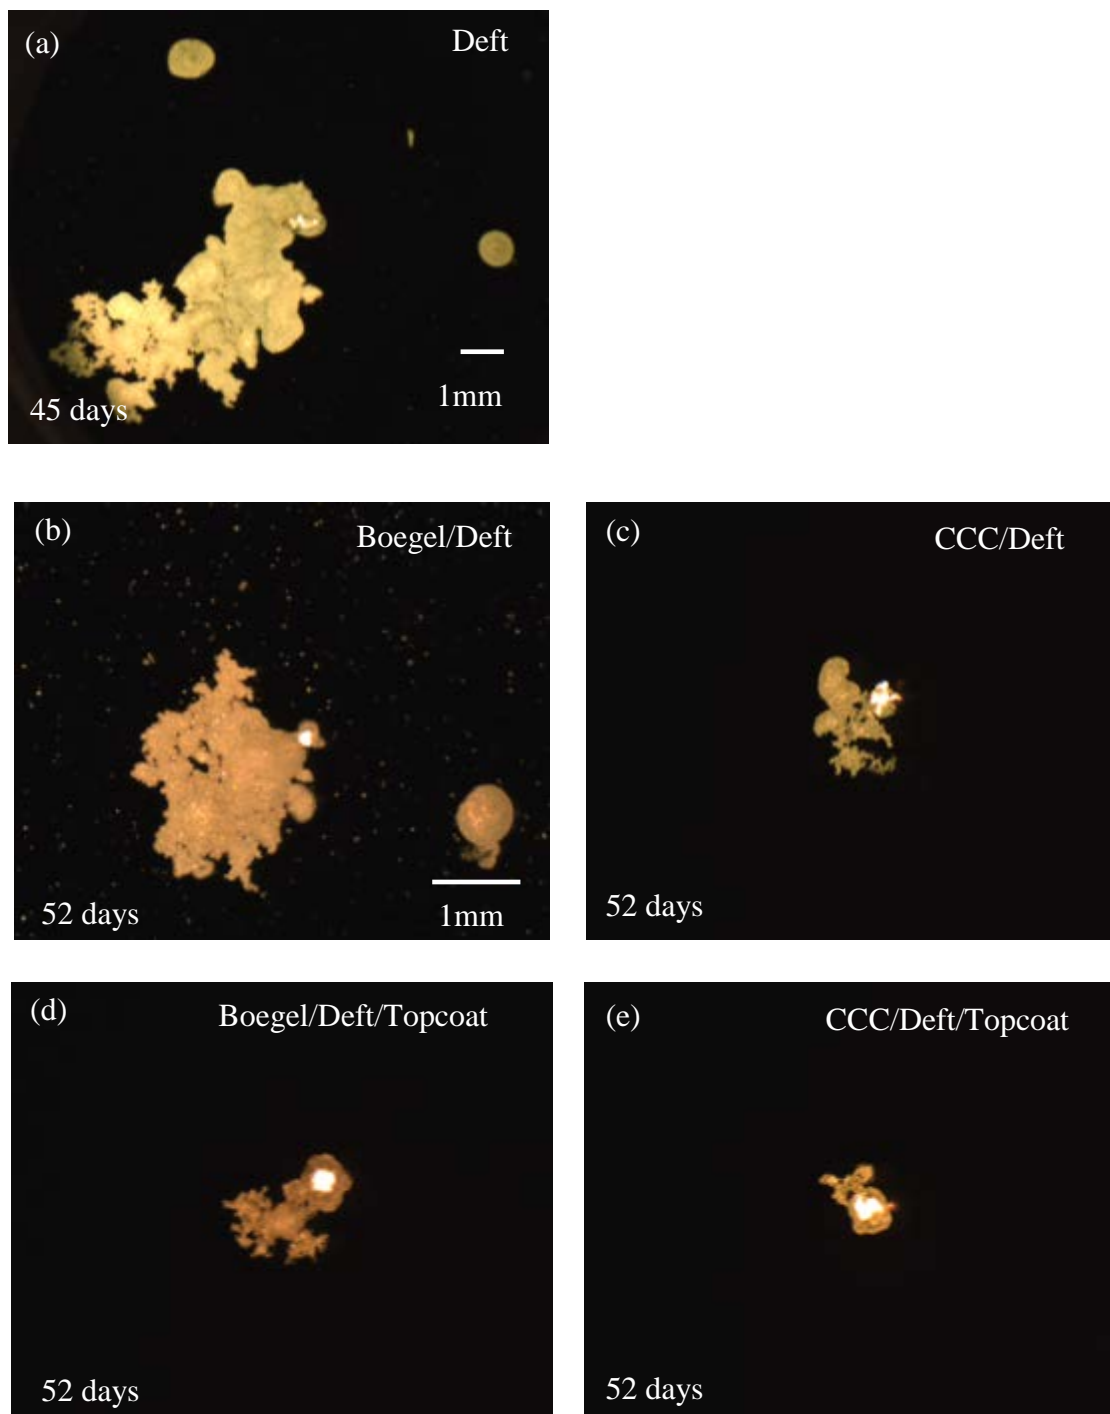 (a)
Deft
1mm
45 days
(b)
Boegel/Deft
52 days
1mm
(c)
CCC/Deft
52 days
(d)
Boegel/Deft/Topcoat
52 days
(e)
CCC/Deft/Topcoat
52 days